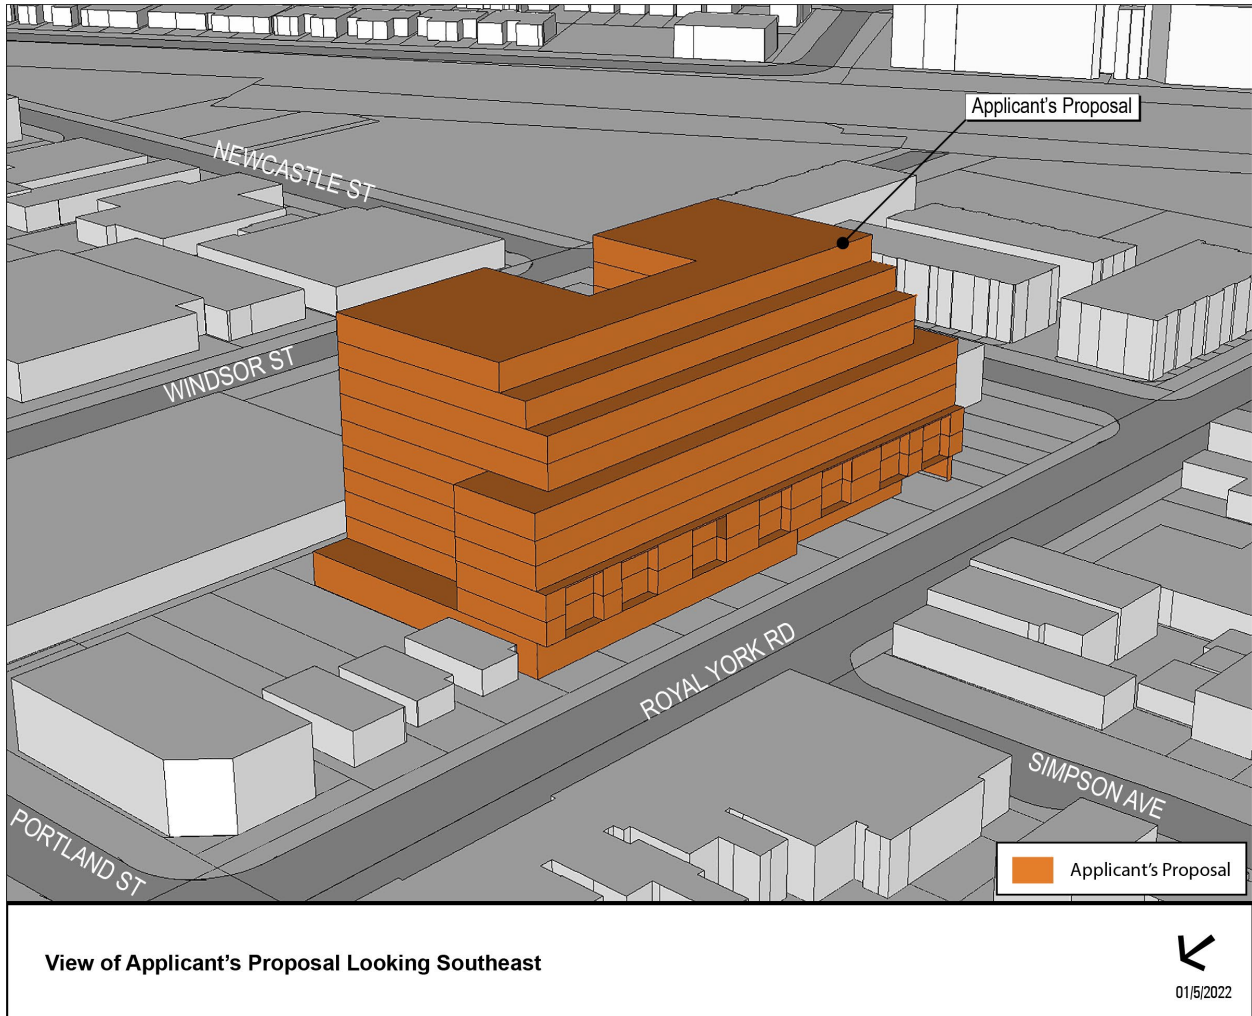 Applicant's Proposal
NEWCASTLE ST
WINDSOR ST
ROYAL YORK RD
SIMPSON AVE
PORTLAND ST
Applicant's Proposal
View of Applicant's Proposal Looking Southeast
01/5/2022